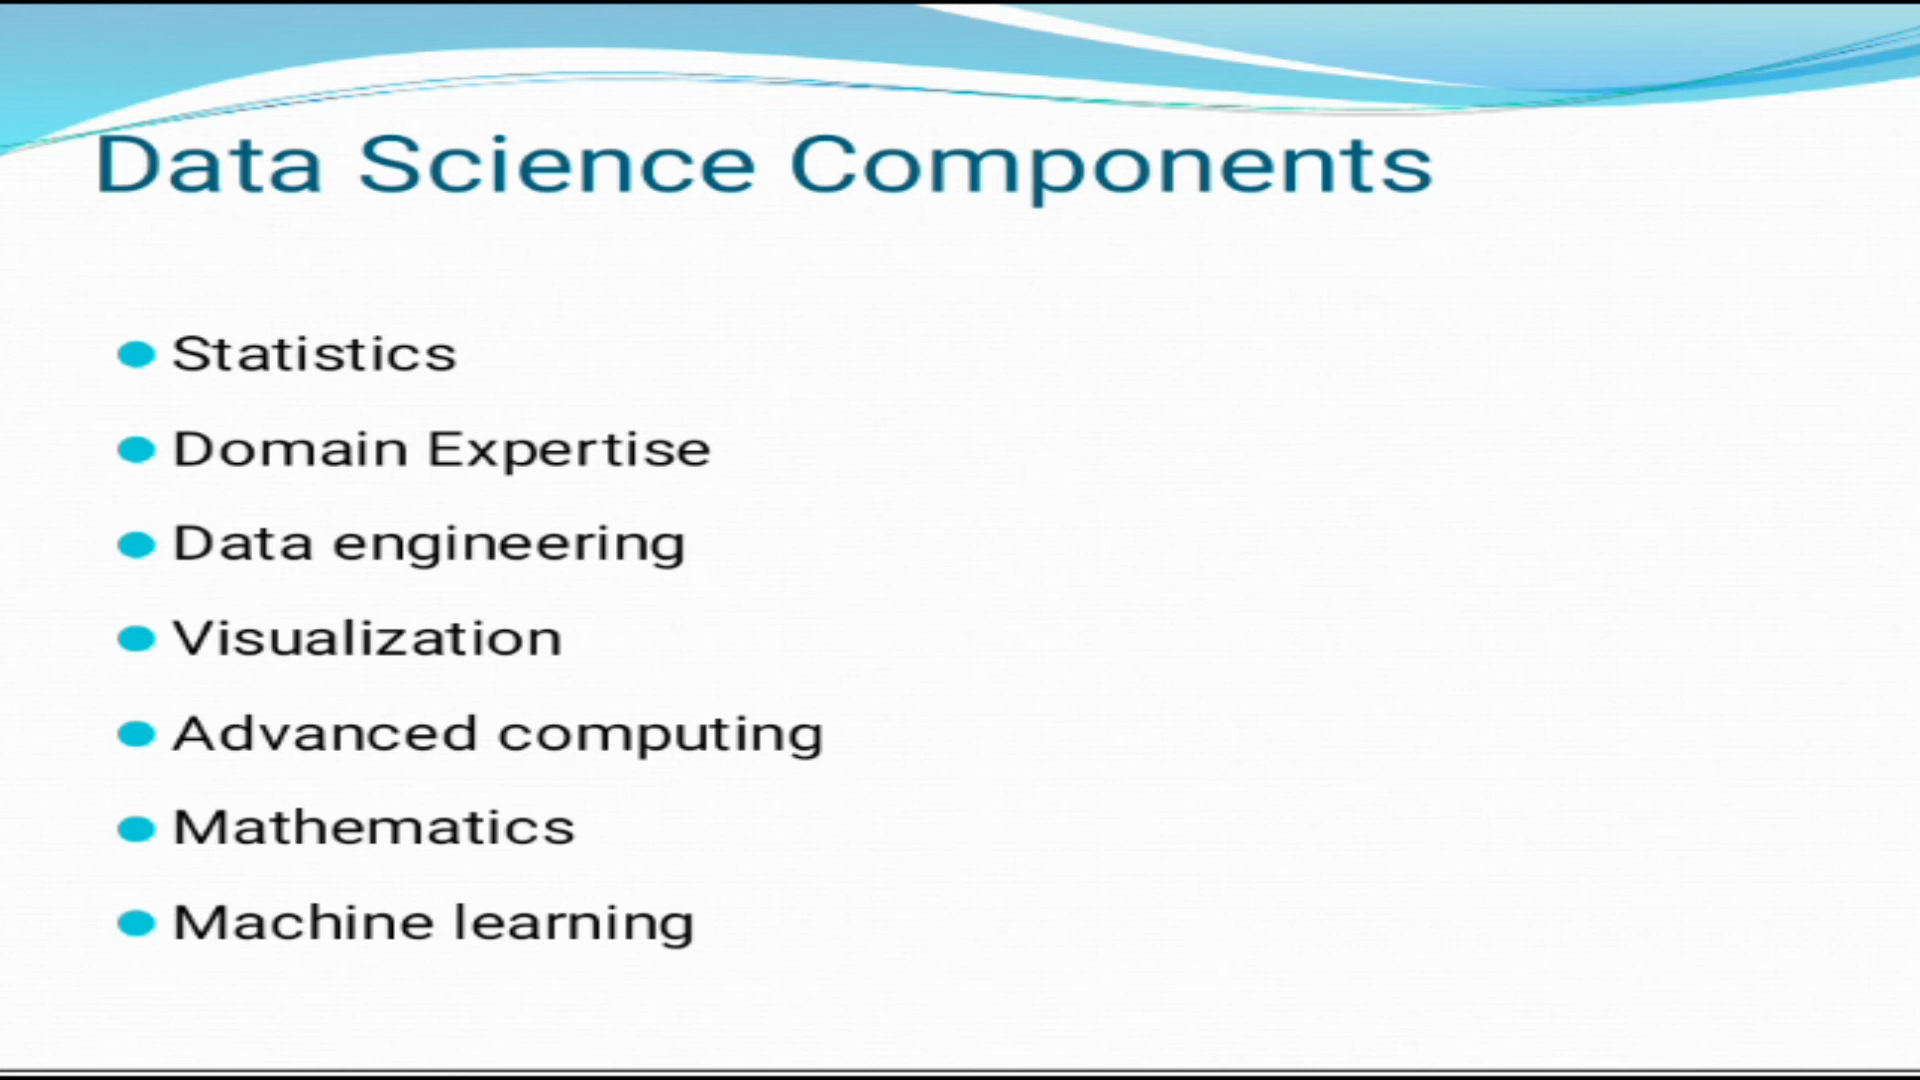 Data Science Components
Statistics
Domain Expertise
Data engineering
Visualization
Advanced computing
Mathematics
Machine learning